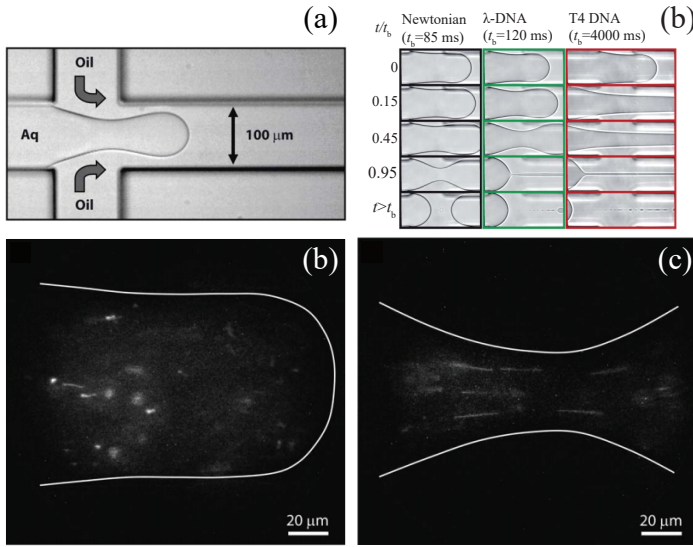 (a)
Oil
Aq
100 µm
Oil
(b)
t/tb
Newtonian
(tb=85 ms)
λ-DNA
(tb=120 ms)
T4 DNA
(tb=4000 ms)
0
0.15
0.45
0.95
t>tb
(b)
20 µm
(c)
20 µm